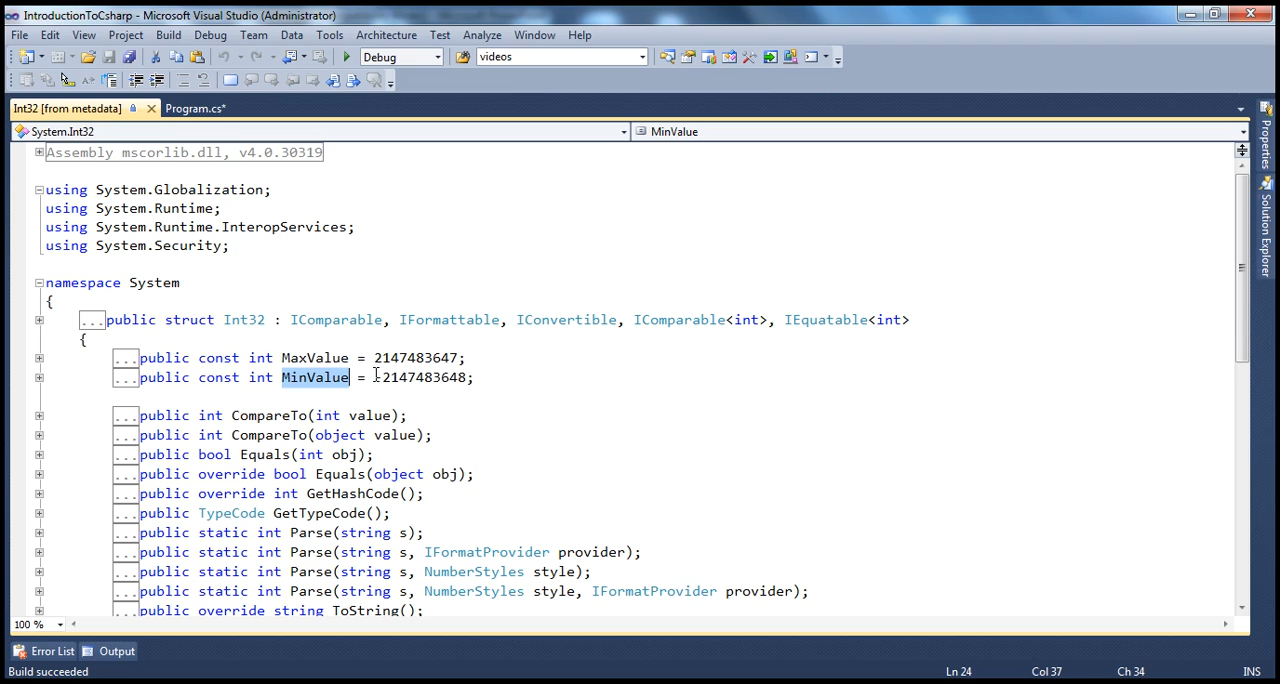 IntroductionToCsharp - Microsoft Visual Studio (Administrator)
File Edit View Project Build Debug Team Data Tools Architecture Test Analyze Window Help
Debug videos
Int32 [from metadata] Program.cs*
System.Int32 MinValue
Assembly mscorlib.dll, v4.0.30319
using System.Globalization;
using System.Runtime;
using System.Runtime.InteropServices;
using System.Security;
namespace System
{
...public struct Int32 : IComparable, IFormattable, IConvertible, IComparable<int>, IEquatable<int>
{
...public const int MaxValue = 2147483647;
...public const int MinValue = -2147483648;
...public int CompareTo(int value);
...public int CompareTo(object value);
...public bool Equals(int obj);
...public override bool Equals(object obj);
...public override int GetHashCode();
...public TypeCode GetTypeCode();
...public static int Parse(string s);
...public static int Parse(string s, IFormatProvider provider);
...public static int Parse(string s, NumberStyles style);
...public static int Parse(string s, NumberStyles style, IFormatProvider provider);
...public override string ToString();
100 %
Error List Output
Build succeeded Ln 24 Col 37 Ch 34 INS
Properties
Solution Explorer